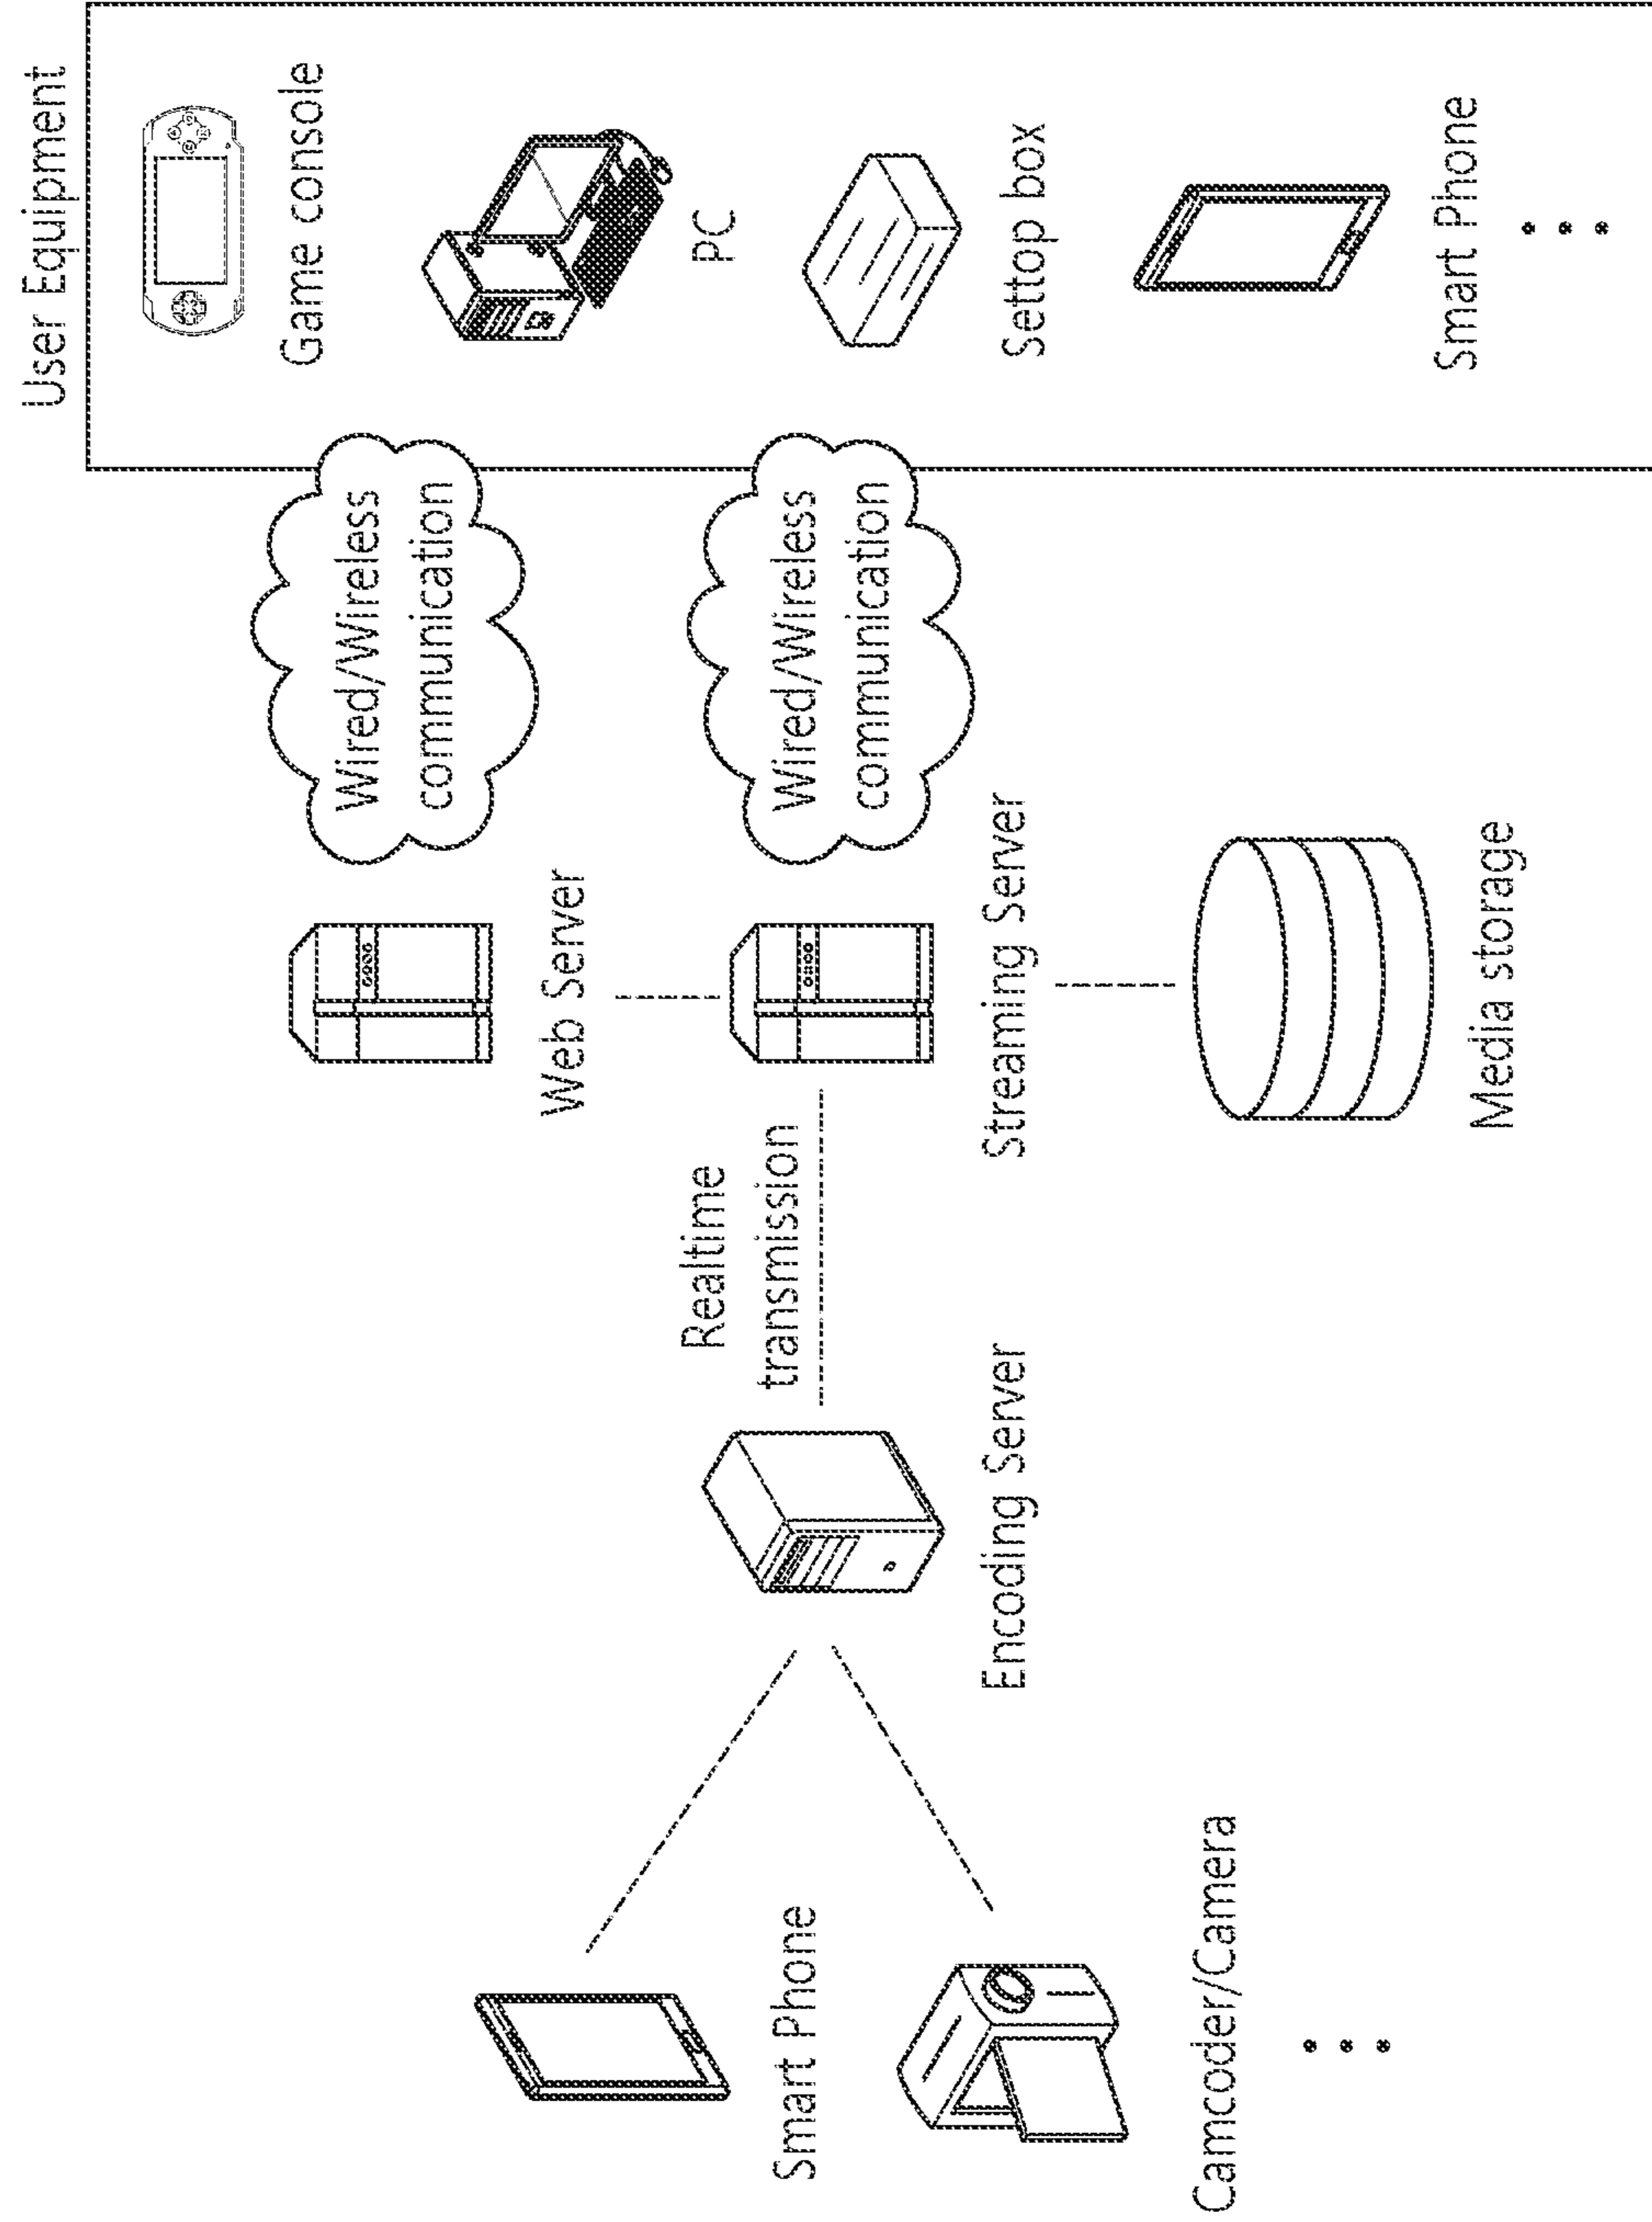 User Equipment
Game console
PC
Settop box
Smart Phone
Wired/Wireless
communication
Wired/Wireless
communication
Web Server
Streaming Server
Media storage
Realtime
transmission
Encoding Server
Smart Phone
Camcoder/Camera